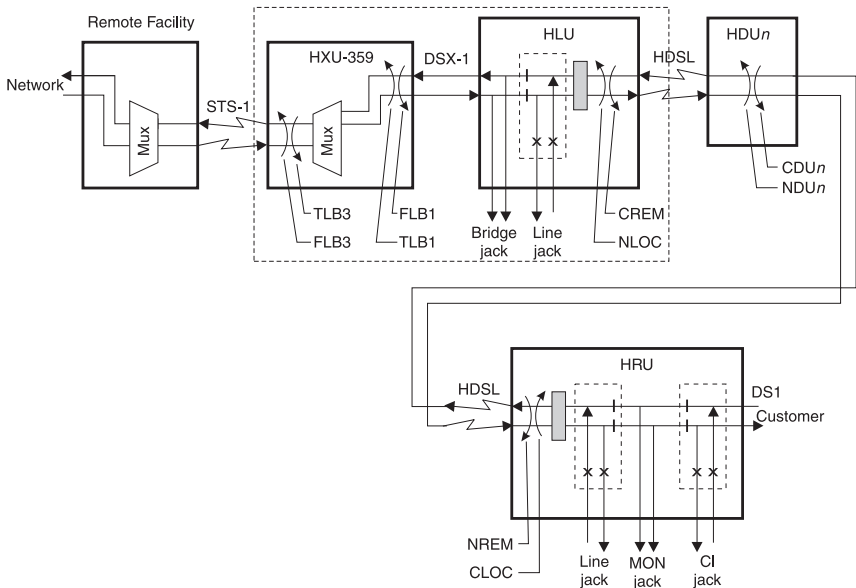 Remote Facility
HXU-359
DSX-1
HLU
HDSL
HDUn
Network
STS-1
Mux
Mux
CDUn
NDUn
TLB3
FLB3
FLB1
TLB1
Bridge
jack
Line
jack
CREM
NLOC
HRU
HDSL
DS1
Customer
NREM
CLOC
Line
jack
MON
jack
CI
jack